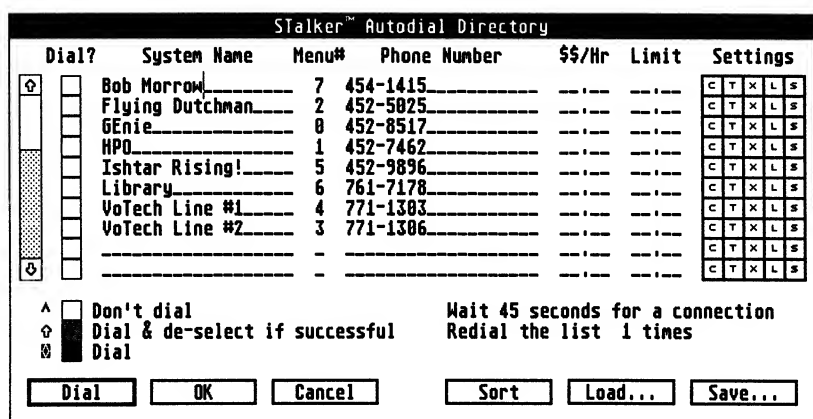 STalker™ Autodial Directory
Dial? System Name Menu# Phone Number $$/Hr Limit Settings
Bob Morrow 7 454-1415 C T X L S
Flying Dutchman 2 452-5025 C T X L S
GEnie 0 452-8517 C T X L S
HPO 1 452-7462 C T X L S
Ishtar Rising! 5 452-9896 C T X L S
Library 6 761-7178 C T X L S
VoTech Line #1 4 771-1303 C T X L S
VoTech Line #2 3 771-1306 C T X L S
C T X L S
C T X L S
^ Don't dial Wait 45 seconds for a connection
Dial & de-select if successful Redial the list 1 times
Dial
Dial OK Cancel Sort Load... Save...